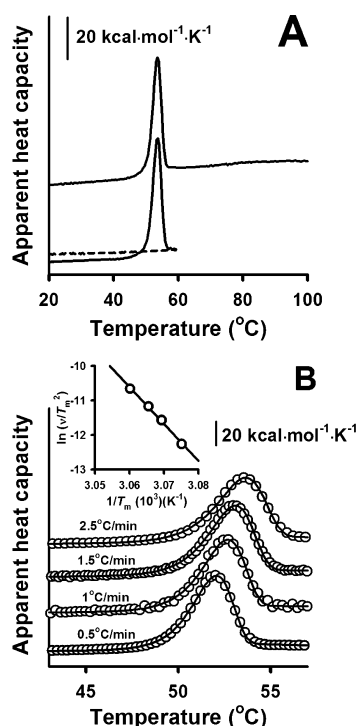 A
20 kcal·mol⁻¹·K⁻¹
Apparent heat capacity
20 40 60 80 100
Temperature (°C)
B
-10
-11
-12
-13
ln (ν/Tₘ²)
3.05 3.06 3.07 3.08
1/Tₘ (10³)(K⁻¹)
20 kcal·mol⁻¹·K⁻¹
Apparent heat capacity
2.5°C/min
1.5°C/min
1°C/min
0.5°C/min
45 50 55
Temperature (°C)